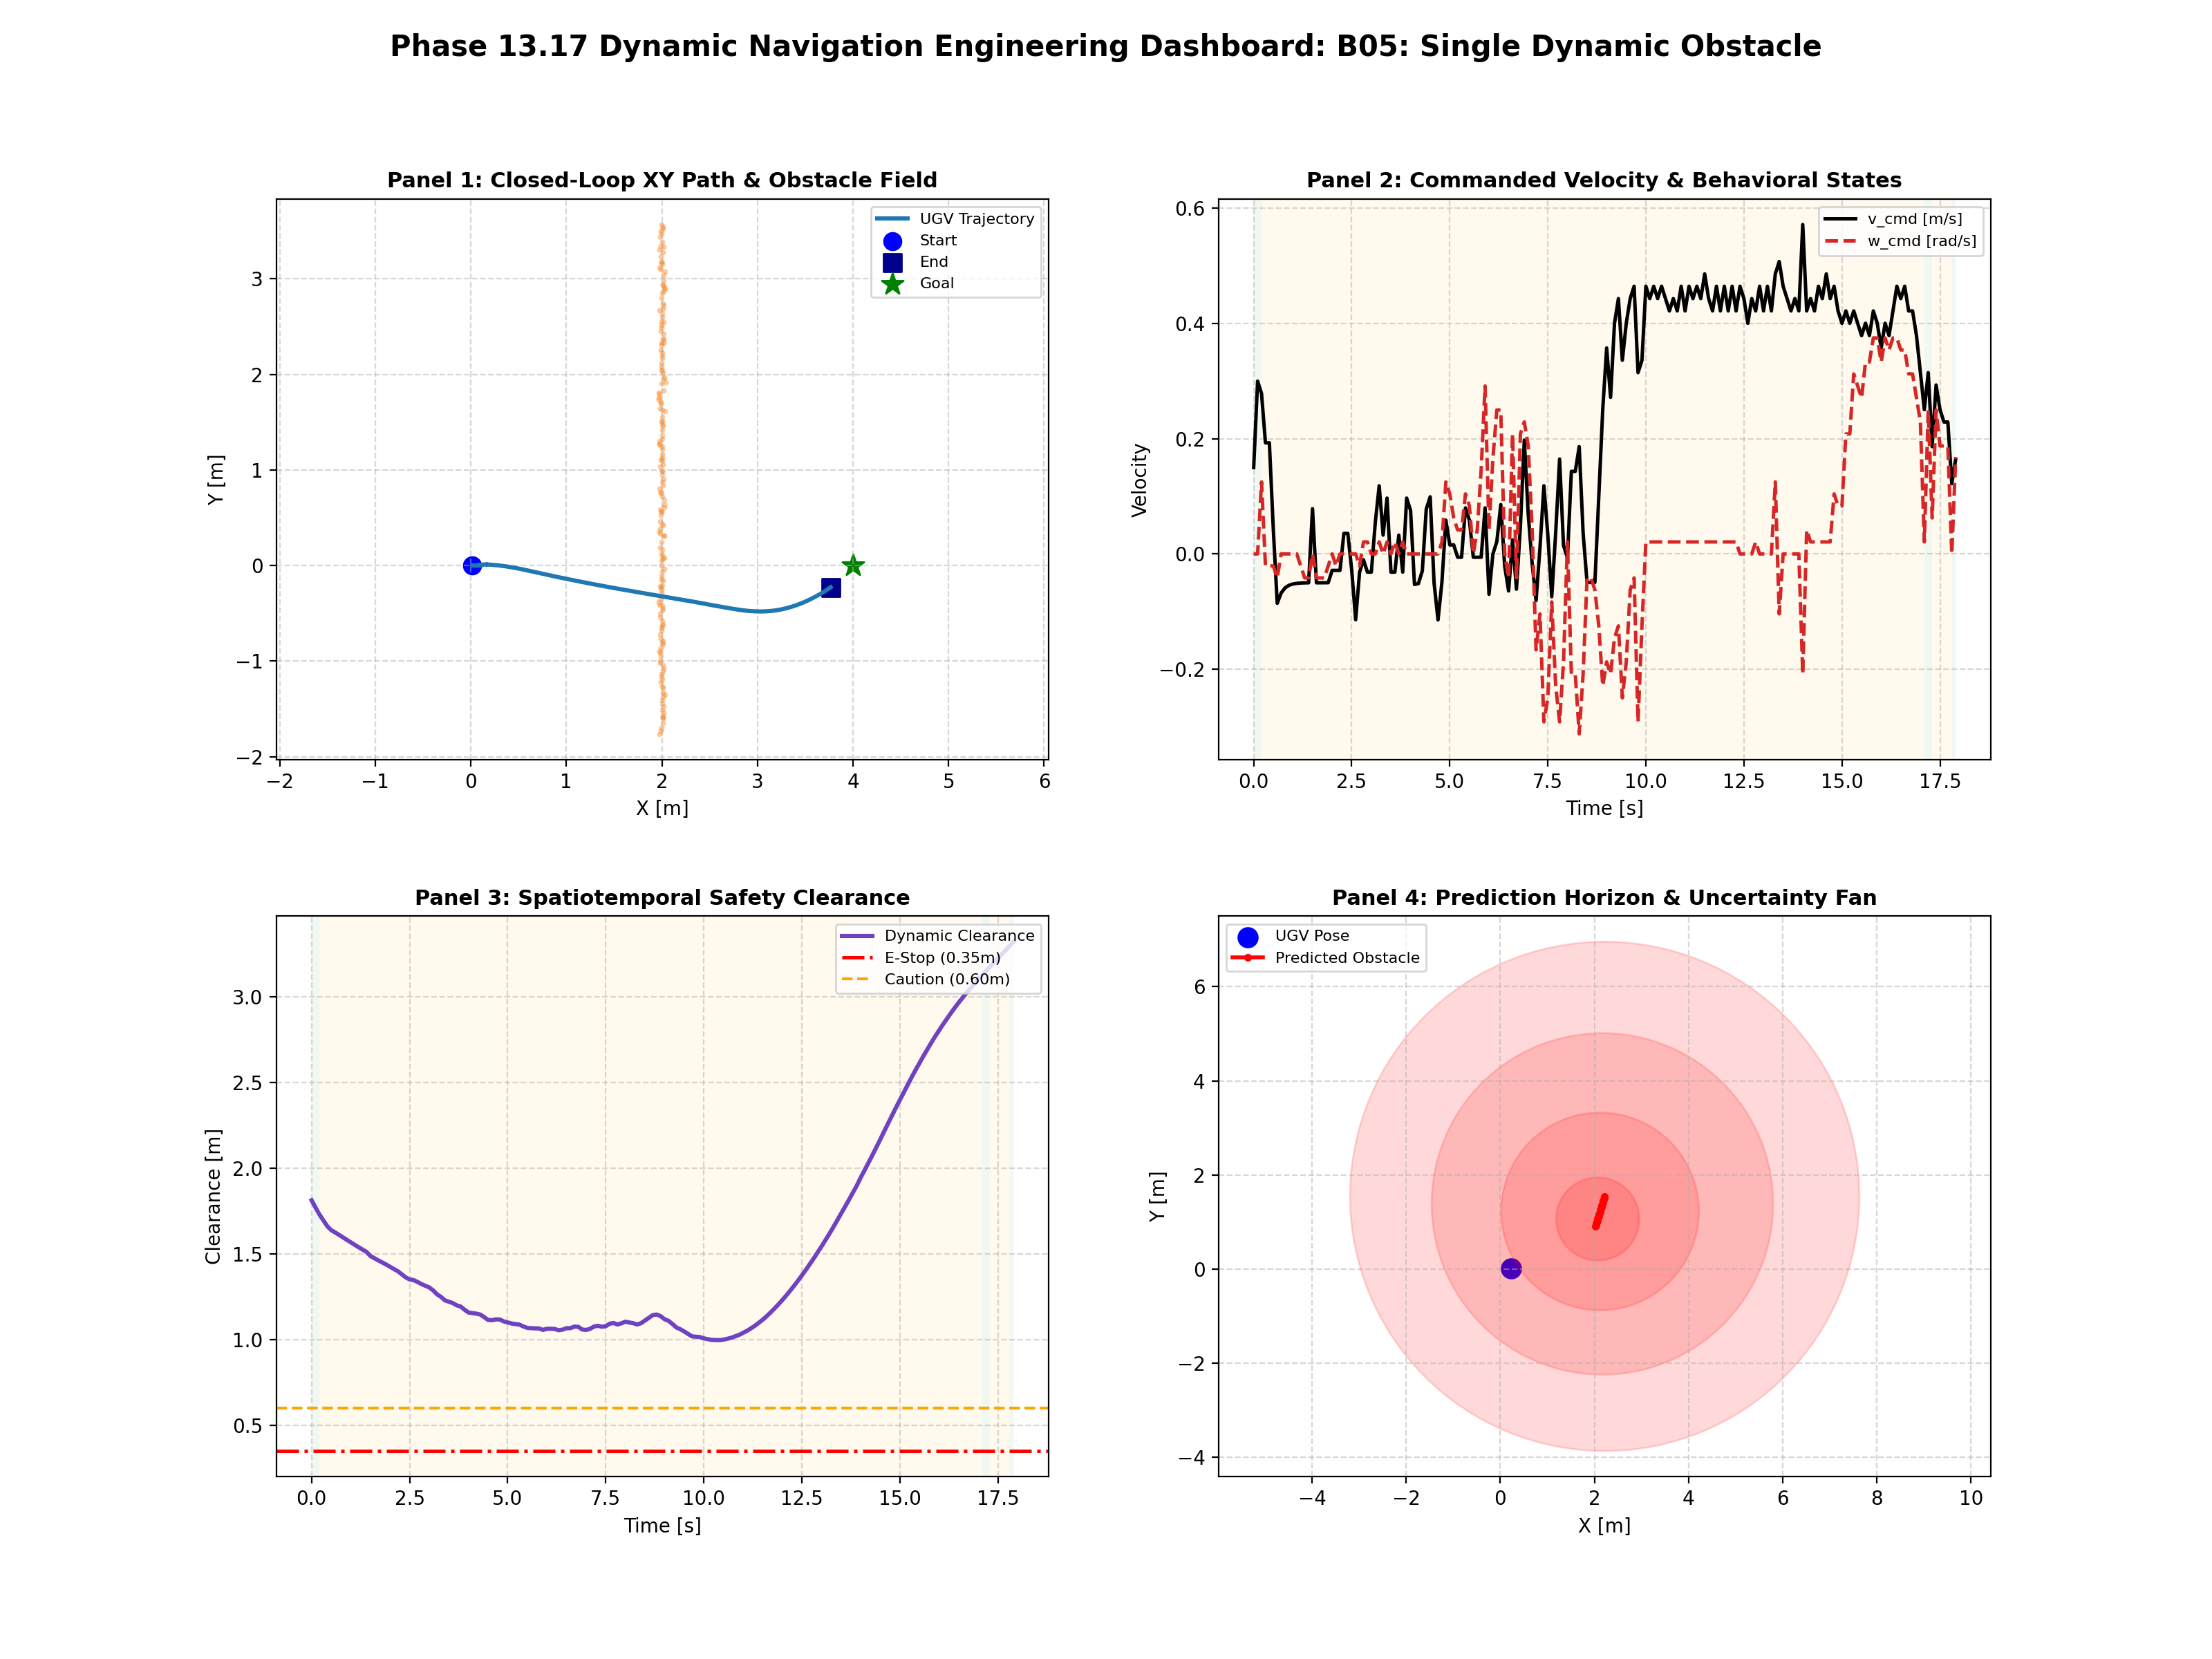 Phase 13.17 Dynamic Navigation Engineering Dashboard: B05: Single Dynamic Obstacle
Panel 1: Closed-Loop XY Path & Obstacle Field
UGV Trajectory
Start
End
Goal
3
2
1
0
−1
−2
Y [m]
−2 −1 0 1 2 3 4 5 6
X [m]
Panel 2: Commanded Velocity & Behavioral States
v_cmd [m/s]
w_cmd [rad/s]
0.6
0.4
0.2
0.0
−0.2
Velocity
0.0 2.5 5.0 7.5 10.0 12.5 15.0 17.5
Time [s]
Panel 3: Spatiotemporal Safety Clearance
Dynamic Clearance
E-Stop (0.35m)
Caution (0.60m)
3.0
2.5
2.0
1.5
1.0
0.5
Clearance [m]
0.0 2.5 5.0 7.5 10.0 12.5 15.0 17.5
Time [s]
Panel 4: Prediction Horizon & Uncertainty Fan
UGV Pose
Predicted Obstacle
6
4
2
0
−2
−4
Y [m]
−4 −2 0 2 4 6 8 10
X [m]